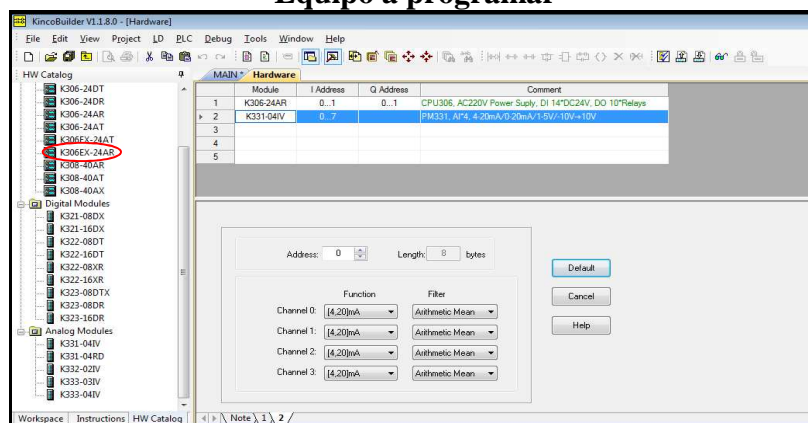 Equipo a programar
KincoBuilder V1.1.8.0 - [Hardware]
File Edit View Project LD PLC Debug Tools Window Help
HW Catalog
MAIN * Hardware
K306-24DT
K306-24DR
K306-24AR
K306-24AT
K306EX-24AT
K306EX-24AR
K308-40AR
K308-40AT
K308-40AX
Digital Modules
K321-08DX
K321-16DX
K322-08DT
K322-16DT
K322-08XR
K322-16XR
K323-08DTX
K323-08DR
K323-16DR
Analog Modules
K331-04IV
K331-04RD
K332-02IV
K333-03IV
K333-04IV
Workspace Instructions HW Catalog
Module I Address Q Address Comment
1 K306-24AR 0...1 0...1 CPU306, AC220V Power Suply, DI 14*DC24V, DO 10*Relays
2 K331-04IV 0...7 PM331, AI*4, 4-20mA/0-20mA/1-5V/-10V-+10V
3
4
5
Address: 0 Length: 8 bytes
Function Filter
Channel 0: [4,20]mA Arithmetic Mean
Channel 1: [4,20]mA Arithmetic Mean
Channel 2: [4,20]mA Arithmetic Mean
Channel 3: [4,20]mA Arithmetic Mean
Default
Cancel
Help
Note 1 2